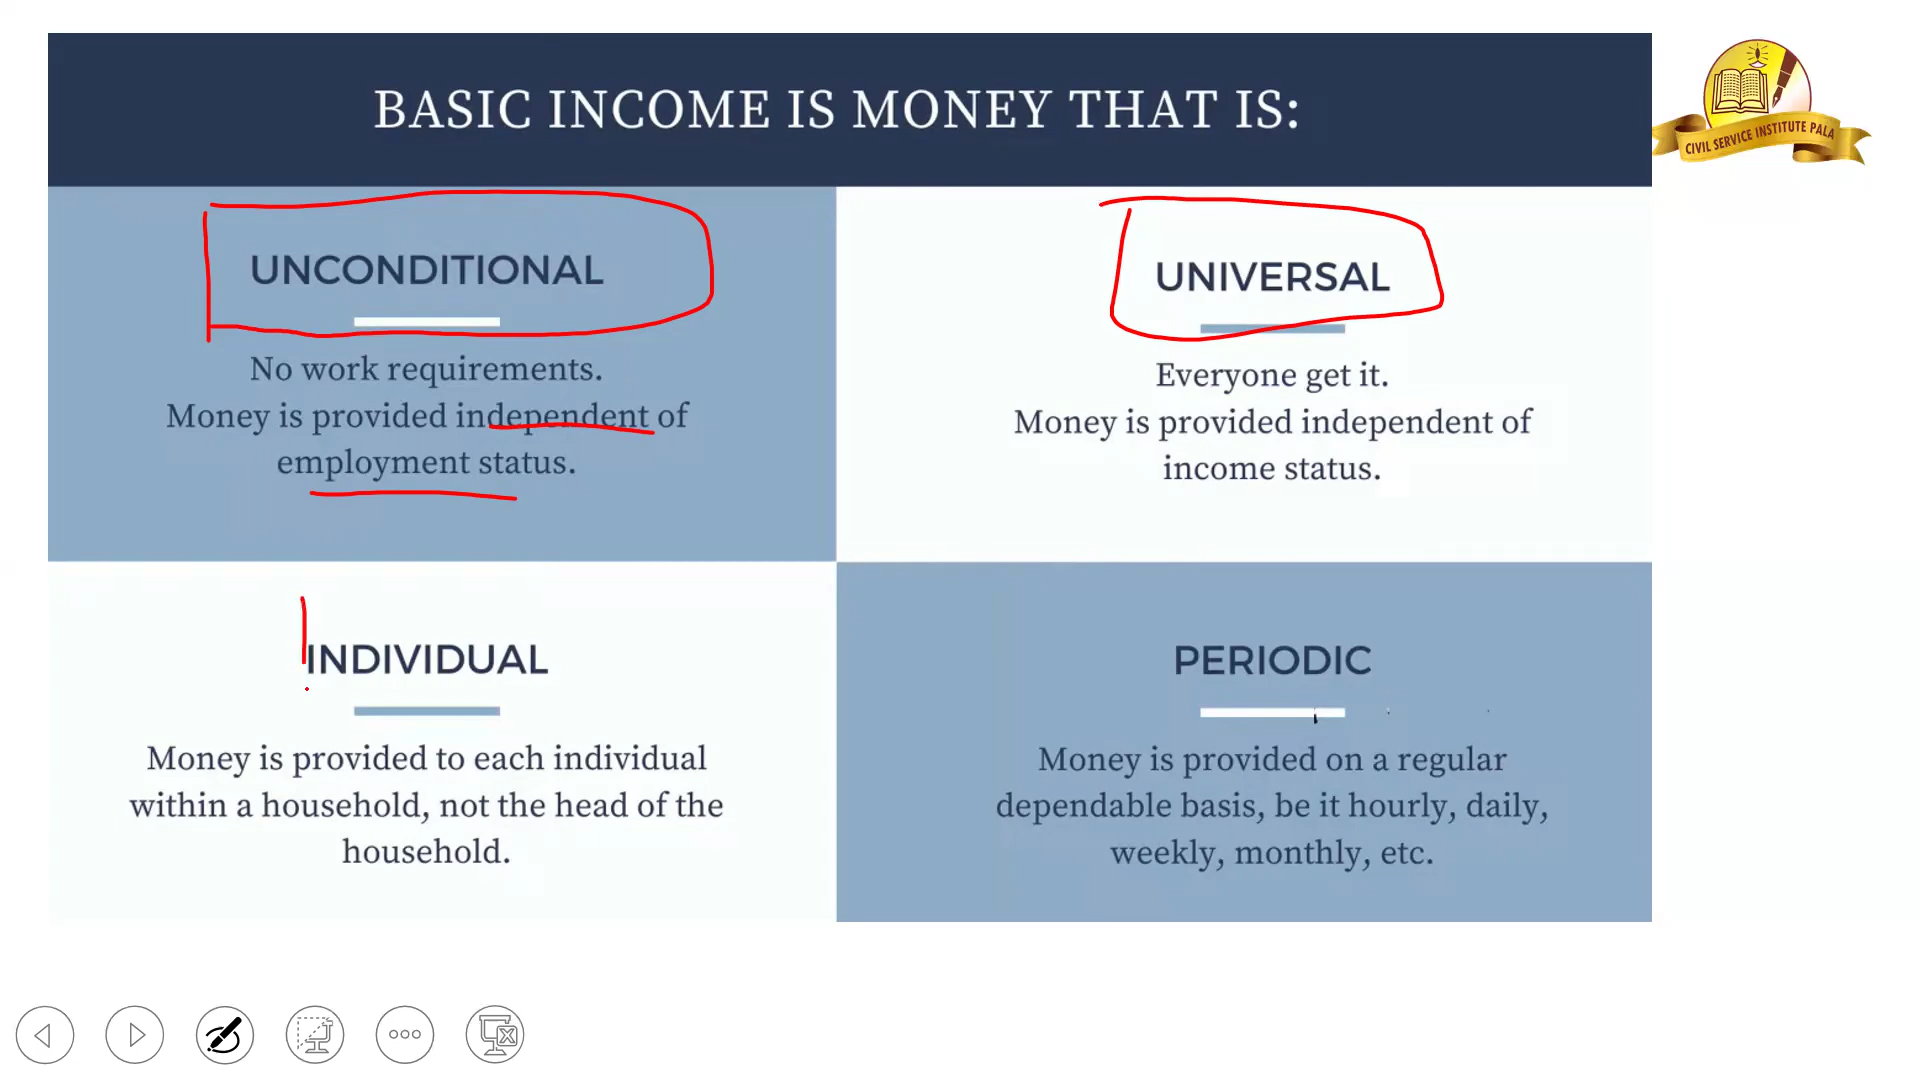 BASIC INCOME IS MONEY THAT IS:
CIVIL SERVICE INSTITUTE PALA
UNCONDITIONAL
No work requirements.
Money is provided independent of
employment status.
UNIVERSAL
Everyone get it.
Money is provided independent of
income status.
INDIVIDUAL
Money is provided to each individual
within a household, not the head of the
household.
PERIODIC
Money is provided on a regular
dependable basis, be it hourly, daily,
weekly, monthly, etc.